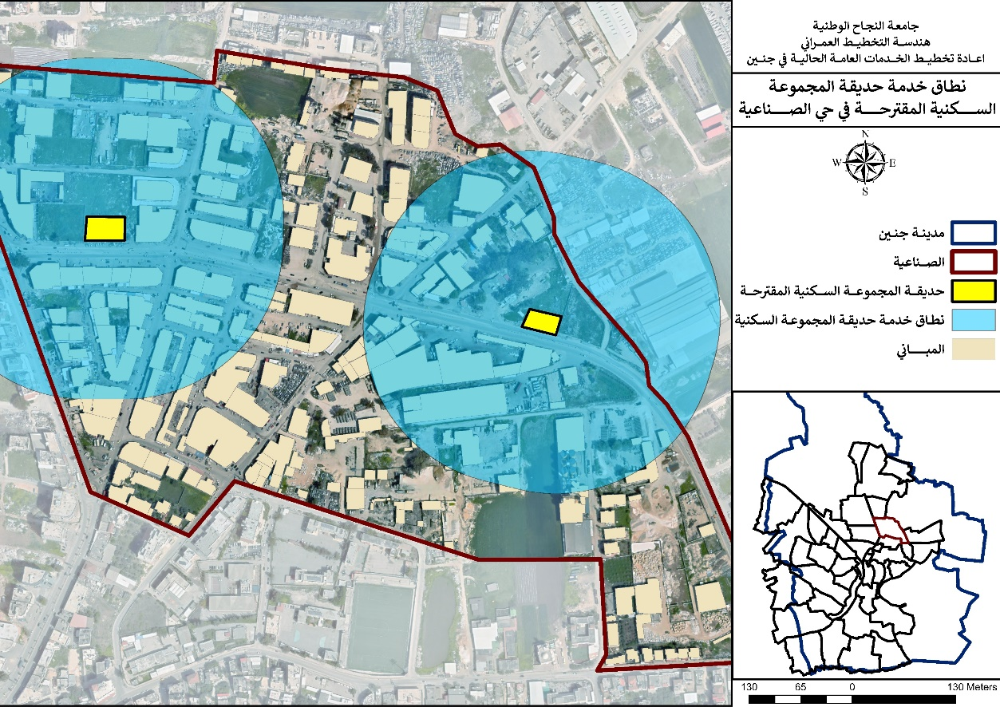 جامعة النجاح الوطنية
هندسة التخطيط العمراني
اعادة تخطيط الخدمات العامة الحالية في جنين
نطاق خدمة حديقة المجموعة
السكنية المقترحة في حي الصناعية
N
W E
S
مدينة جنين
الصناعية
حديقة المجموعة السكنية المقترحة
نطاق خدمة حديقة المجموعة السكنية
المباني
130 65 0 130 Meters